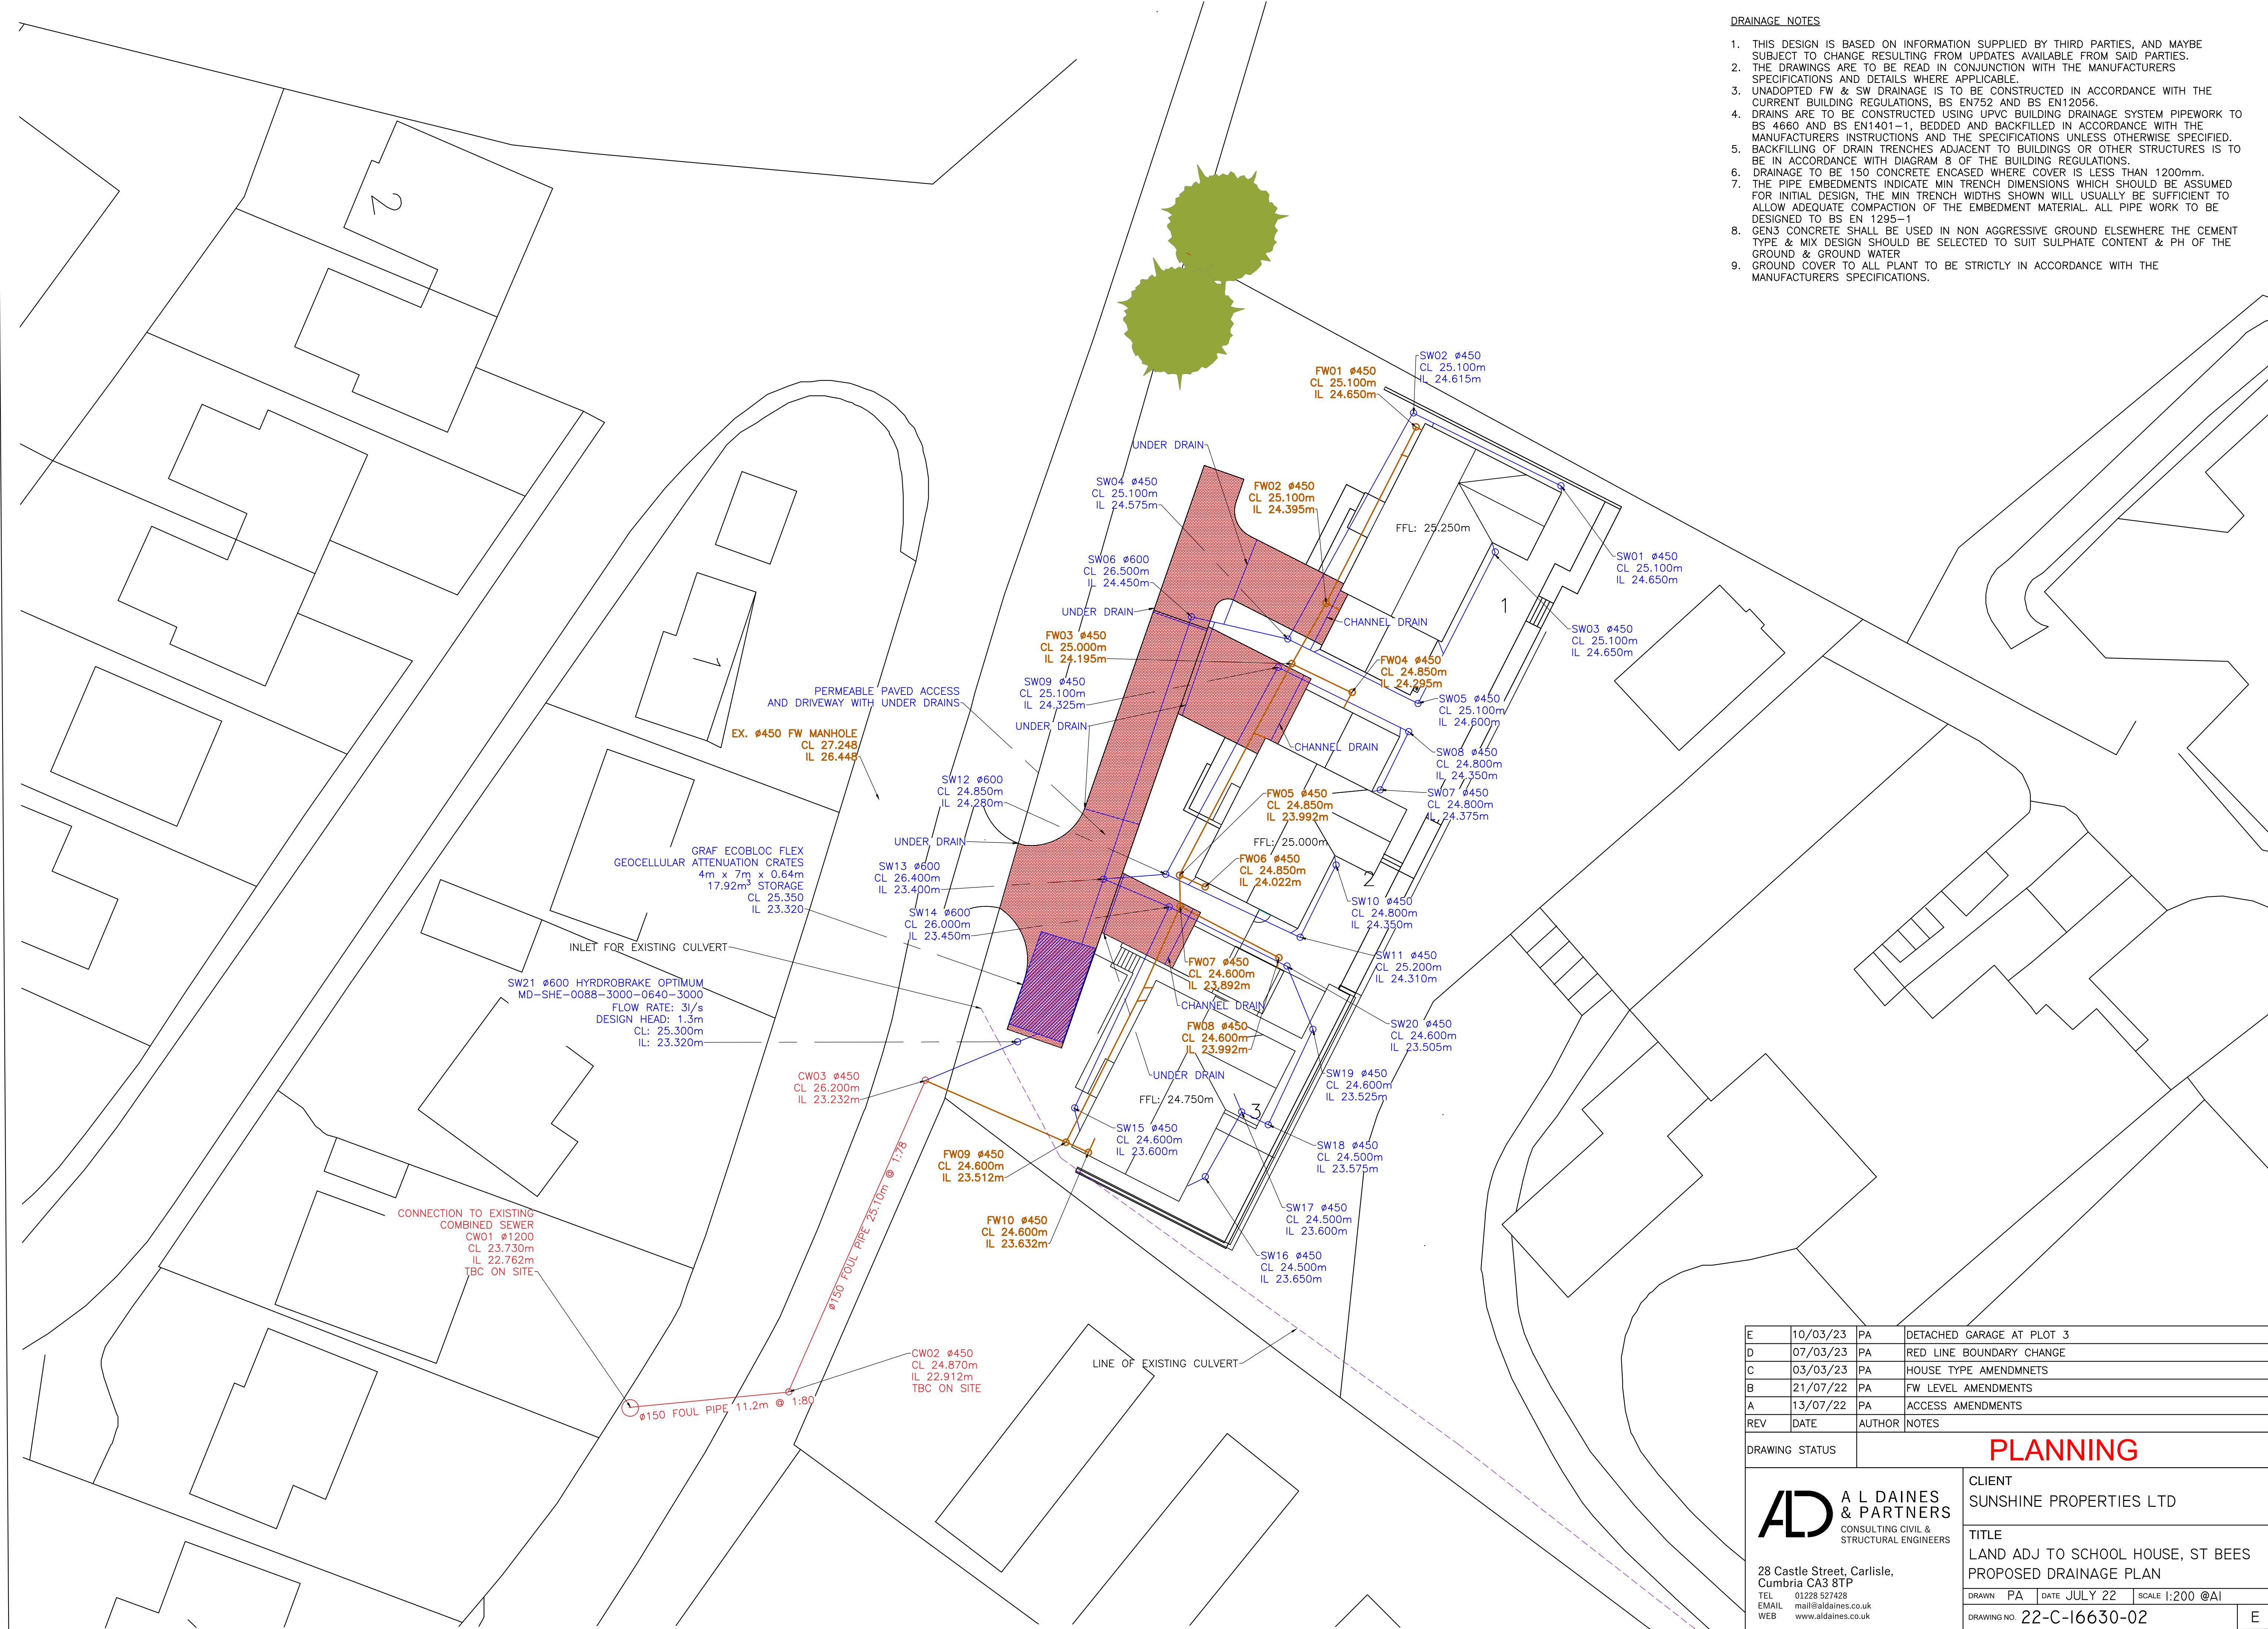 DRAINAGE NOTES
1. THIS DESIGN IS BASED ON INFORMATION SUPPLIED BY THIRD PARTIES, AND MAYBE
SUBJECT TO CHANGE RESULTING FROM UPDATES AVAILABLE FROM SAID PARTIES.
2. THE DRAWINGS ARE TO BE READ IN CONJUNCTION WITH THE MANUFACTURERS
SPECIFICATIONS AND DETAILS WHERE APPLICABLE.
3. UNADOPTED FW & SW DRAINAGE IS TO BE CONSTRUCTED IN ACCORDANCE WITH THE
CURRENT BUILDING REGULATIONS, BS EN752 AND BS EN12056.
4. DRAINS ARE TO BE CONSTRUCTED USING UPVC BUILDING DRAINAGE SYSTEM PIPEWORK TO
BS 4660 AND BS EN1401-1, BEDDED AND BACKFILLED IN ACCORDANCE WITH THE
MANUFACTURERS INSTRUCTIONS AND THE SPECIFICATIONS UNLESS OTHERWISE SPECIFIED.
5. BACKFILLING OF DRAIN TRENCHES ADJACENT TO BUILDINGS OR OTHER STRUCTURES IS TO
BE IN ACCORDANCE WITH DIAGRAM 8 OF THE BUILDING REGULATIONS.
6. DRAINAGE TO BE 150 CONCRETE ENCASED WHERE COVER IS LESS THAN 1200mm.
7. THE PIPE EMBEDMENTS INDICATE MIN TRENCH DIMENSIONS WHICH SHOULD BE ASSUMED
FOR INITIAL DESIGN, THE MIN TRENCH WIDTHS SHOWN WILL USUALLY BE SUFFICIENT TO
ALLOW ADEQUATE COMPACTION OF THE EMBEDMENT MATERIAL. ALL PIPE WORK TO BE
DESIGNED TO BS EN 1295-1
8. GEN3 CONCRETE SHALL BE USED IN NON AGGRESSIVE GROUND ELSEWHERE THE CEMENT
TYPE & MIX DESIGN SHOULD BE SELECTED TO SUIT SULPHATE CONTENT & PH OF THE
GROUND & GROUND WATER
9. GROUND COVER TO ALL PLANT TO BE STRICTLY IN ACCORDANCE WITH THE
MANUFACTURERS SPECIFICATIONS.
2
SW02 ø450
CL 25.100m
IL 24.615m
FW01 ø450
CL 25.100m
IL 24.650m
UNDER DRAIN
SW04 ø450
CL 25.100m
IL 24.575m
FW02 ø450
CL 25.100m
IL 24.395m
FFL: 25.250m
SW06 ø600
CL 26.500m
IL 24.450m
SW01 ø450
CL 25.100m
IL 24.650m
UNDER DRAIN
1
CHANNEL DRAIN
SW03 ø450
CL 25.100m
IL 24.650m
FW03 ø450
CL 25.000m
IL 24.195m
1
FW04 ø450
CL 24.850m
IL 24.295m
SW09 ø450
CL 25.100m
IL 24.325m
PERMEABLE PAVED ACCESS
AND DRIVEWAY WITH UNDER DRAINS
SW05 ø450
CL 25.100m
IL 24.600m
UNDER DRAIN
EX. ø450 FW MANHOLE
CL 27.248
IL 26.448
CHANNEL DRAIN
SW08 ø450
CL 24.800m
IL 24.350m
SW12 ø600
CL 24.850m
IL 24.280m
FW05 ø450
CL 24.850m
IL 23.992m
SW07 ø450
CL 24.800m
IL 24.375m
UNDER DRAIN
FFL: 25.000m
GRAF ECOBLOC FLEX
GEOCELLULAR ATTENUATION CRATES
4m x 7m x 0.64m
17.92m³ STORAGE
CL 25.350
IL 23.320
SW13 ø600
CL 26.400m
IL 23.400m
FW06 ø450
CL 24.850m
IL 24.022m
2
SW10 ø450
CL 24.800m
IL 24.350m
SW14 ø600
CL 26.000m
IL 23.450m
INLET FOR EXISTING CULVERT
SW11 ø450
CL 25.200m
IL 24.310m
FW07 ø450
CL 24.600m
IL 23.892m
SW21 ø600 HYRDROBRAKE OPTIMUM
MD-SHE-0088-3000-0640-3000
FLOW RATE: 3l/s
DESIGN HEAD: 1.3m
CL: 25.300m
IL: 23.320m
CHANNEL DRAIN
FW08 ø450
CL 24.600m
IL 23.992m
SW20 ø450
CL 24.600m
IL 23.505m
CW03 ø450
CL 26.200m
IL 23.232m
UNDER DRAIN
SW19 ø450
CL 24.600m
IL 23.525m
FFL: 24.750m
3
SW15 ø450
CL 24.600m
IL 23.600m
SW18 ø450
CL 24.500m
IL 23.575m
FW09 ø450
CL 24.600m
IL 23.512m
ø150 FOUL PIPE 25.10m @ 1:78
SW17 ø450
CL 24.500m
IL 23.600m
CONNECTION TO EXISTING
COMBINED SEWER
CW01 ø1200
CL 23.730m
IL 22.762m
TBC ON SITE
FW10 ø450
CL 24.600m
IL 23.632m
SW16 ø450
CL 24.500m
IL 23.650m
CW02 ø450
CL 24.870m
IL 22.912m
TBC ON SITE
LINE OF EXISTING CULVERT
ø150 FOUL PIPE 11.2m @ 1:80
E 10/03/23 PA DETACHED GARAGE AT PLOT 3
D 07/03/23 PA RED LINE BOUNDARY CHANGE
C 03/03/23 PA HOUSE TYPE AMENDMNETS
B 21/07/22 PA FW LEVEL AMENDMENTS
A 13/07/22 PA ACCESS AMENDMENTS
REV DATE AUTHOR NOTES
DRAWING STATUS PLANNING
AD
A L DAINES
& PARTNERS
CONSULTING CIVIL &
STRUCTURAL ENGINEERS
28 Castle Street, Carlisle,
Cumbria CA3 8TP
TEL 01228 527428
EMAIL mail@aldaines.co.uk
WEB www.aldaines.co.uk
CLIENT
SUNSHINE PROPERTIES LTD
TITLE
LAND ADJ TO SCHOOL HOUSE, ST BEES
PROPOSED DRAINAGE PLAN
DRAWN PA DATE JULY 22 SCALE 1:200 @A1
DRAWING NO. 22-C-16630-02 E